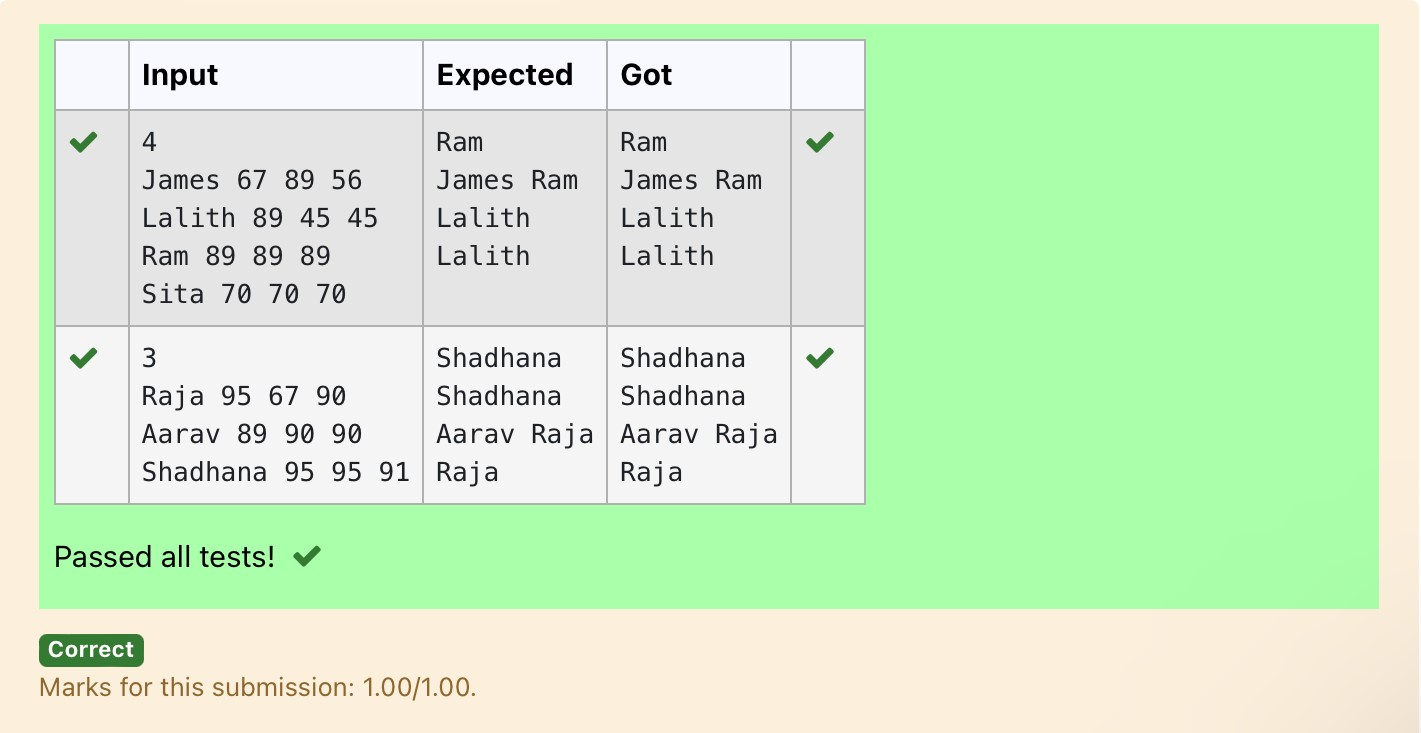 Input Expected Got
4 Ram Ram
James 67 89 56 James Ram James Ram
Lalith 89 45 45 Lalith Lalith
Ram 89 89 89 Lalith Lalith
Sita 70 70 70
3 Shadhana Shadhana
Raja 95 67 90 Shadhana Shadhana
Aarav 89 90 90 Aarav Raja Aarav Raja
Shadhana 95 95 91 Raja Raja
Passed all tests!
Correct
Marks for this submission: 1.00/1.00.